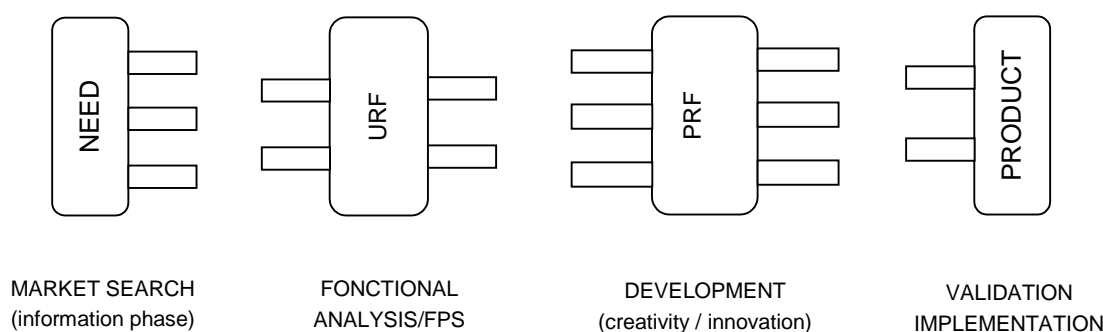 NEED
URF
PRF
PRODUCT
MARKET SEARCH
(information phase)
FONCTIONAL
ANALYSIS/FPS
DEVELOPMENT
(creativity / innovation)
VALIDATION
IMPLEMENTATION